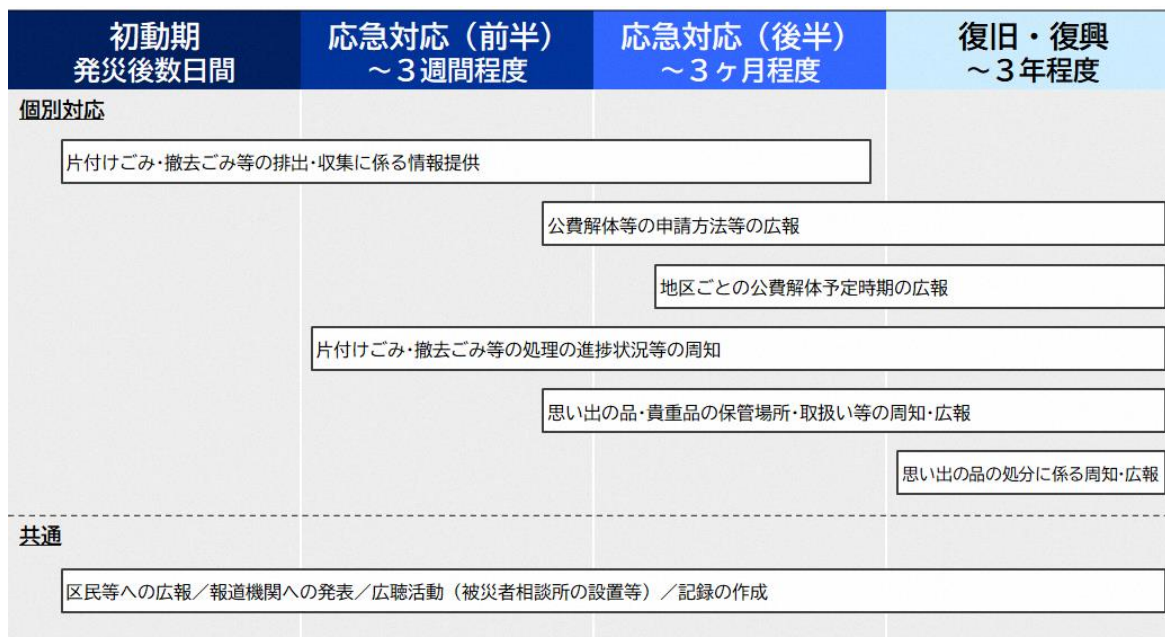 初動期
発災後数日間
応急対応（前半）
～３週間程度
応急対応（後半）
～３ヶ月程度
復旧・復興
～３年程度
個別対応
片付けごみ・撤去ごみ等の排出・収集に係る情報提供
公費解体等の申請方法等の広報
地区ごとの公費解体予定時期の広報
片付けごみ・撤去ごみ等の処理の進捗状況等の周知
思い出の品・貴重品の保管場所・取扱い等の周知・広報
思い出の品の処分に係る周知・広報
共通
区民等への広報／報道機関への発表／広聴活動（被災者相談所の設置等）／記録の作成